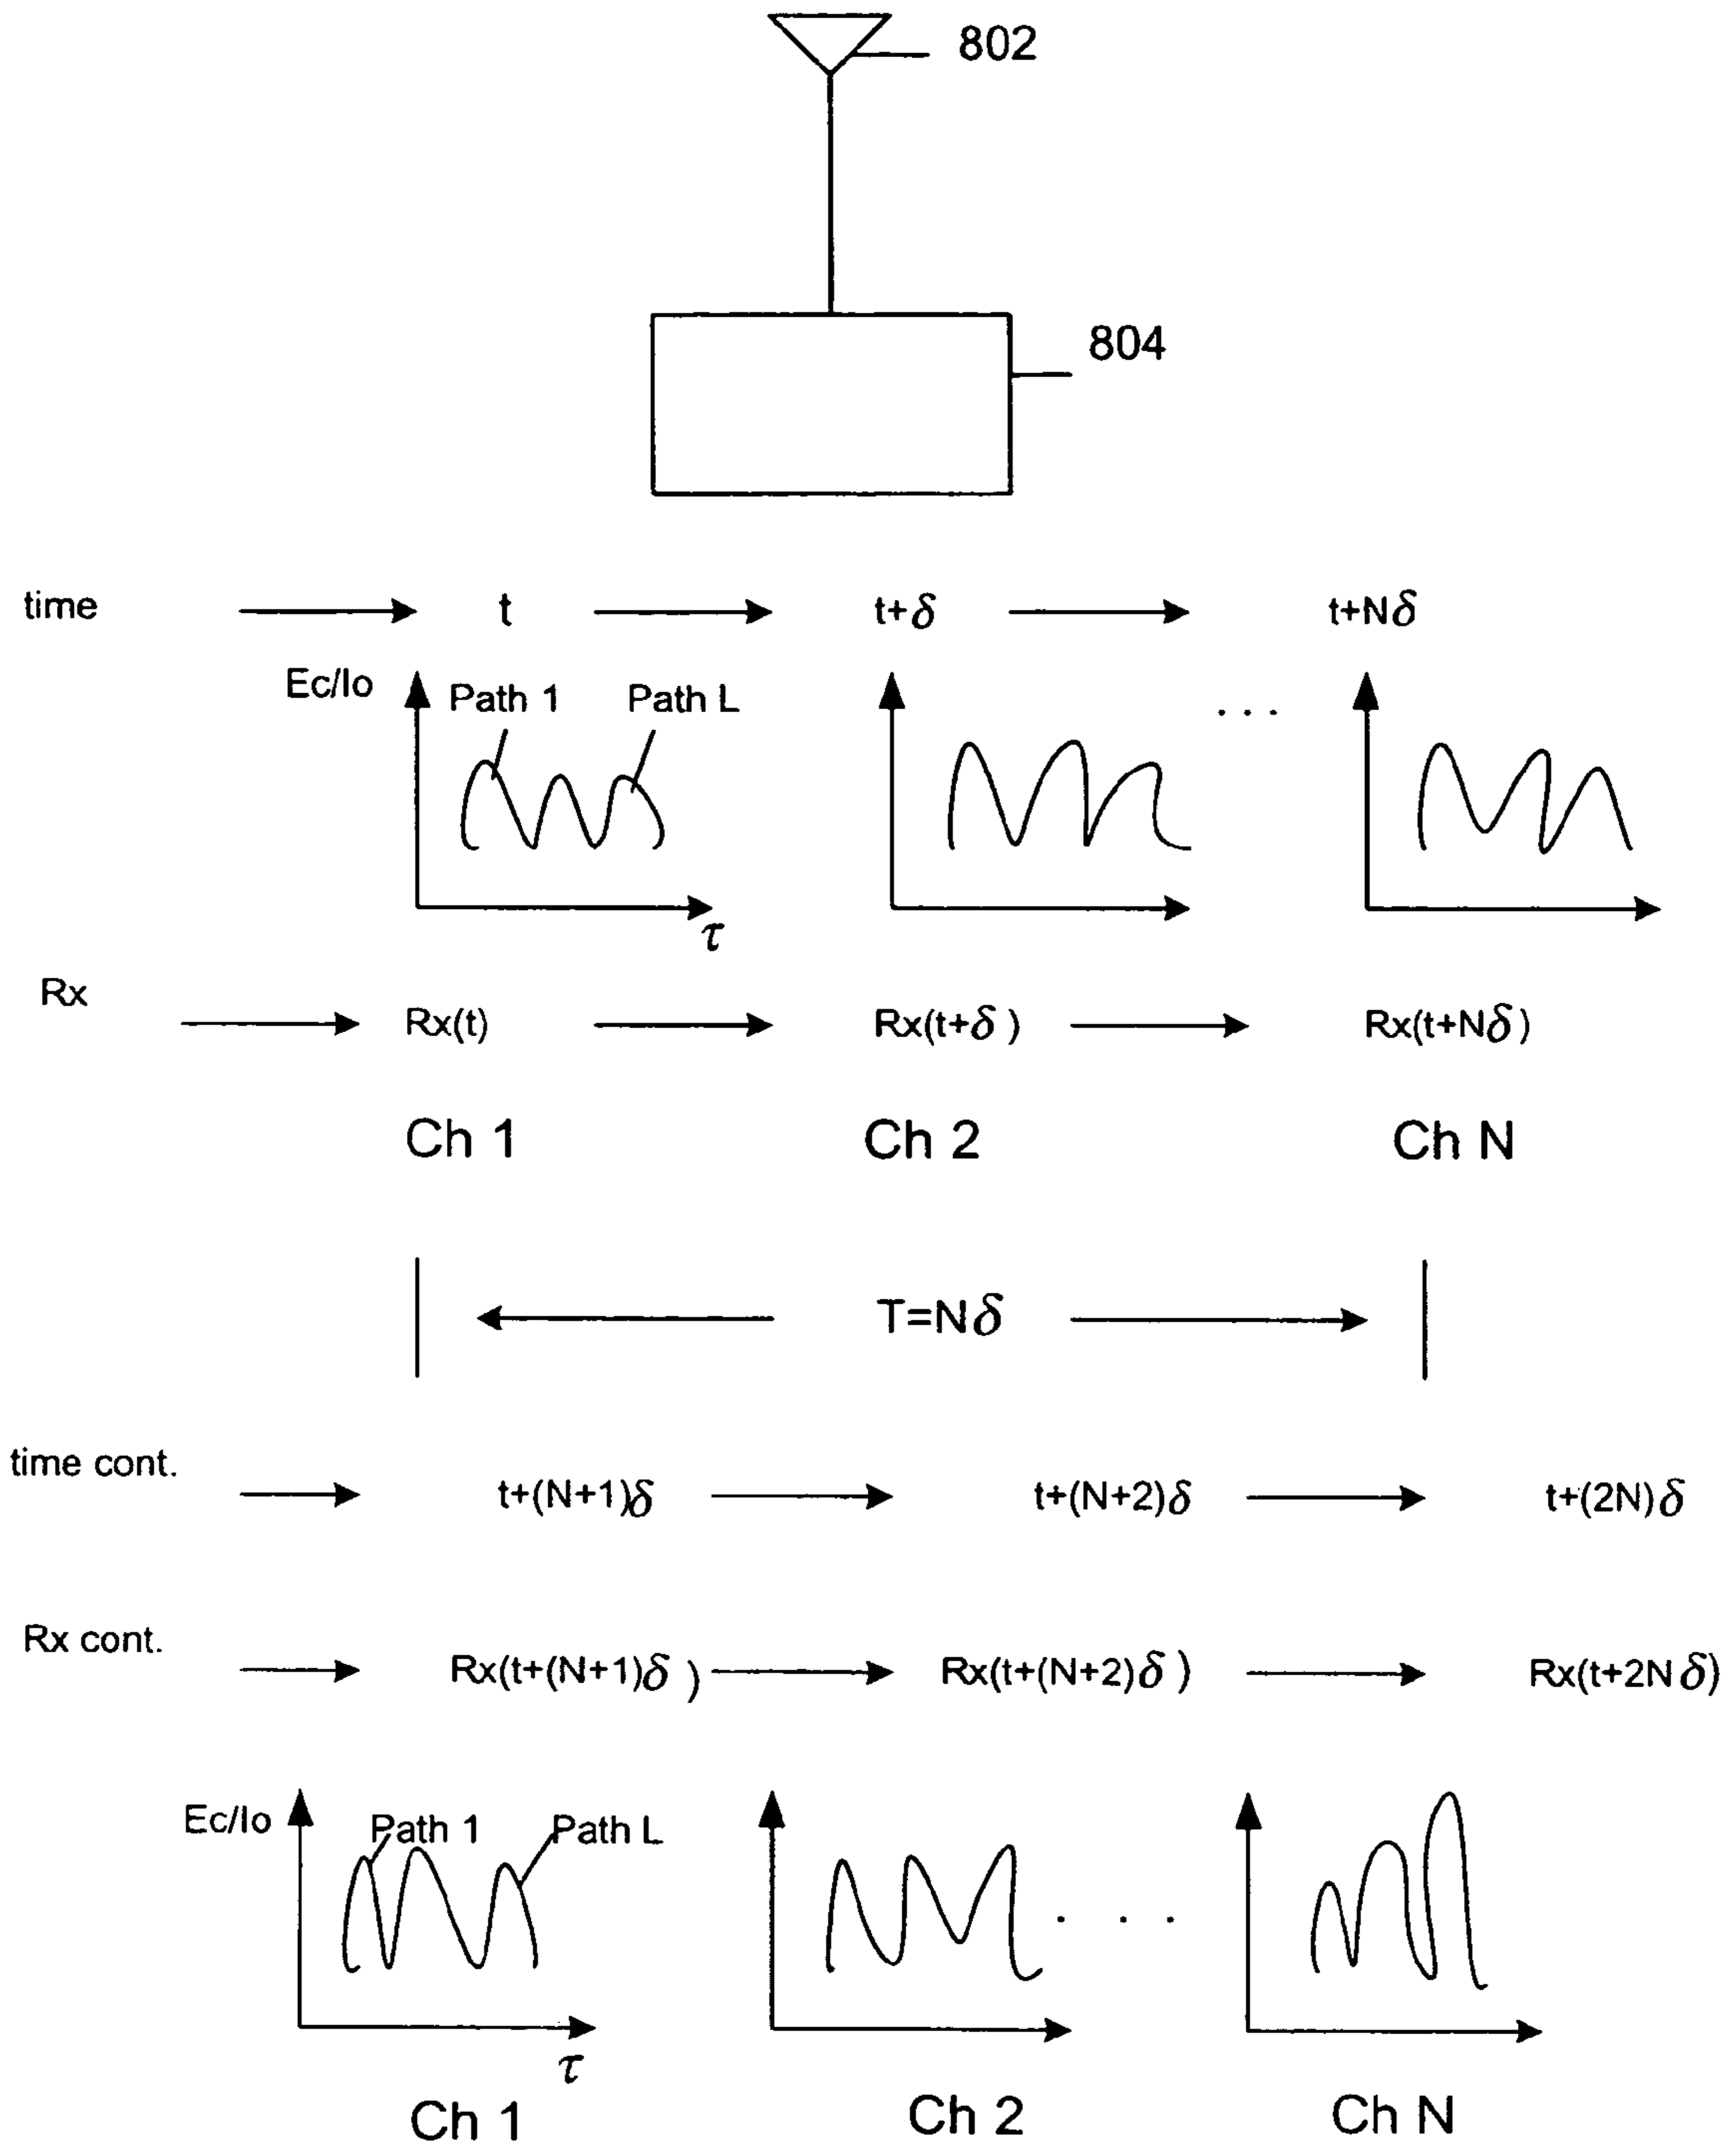 802
804
time t t+δ t+Nδ
Ec/Io Path 1 Path L . . .
τ
Rx Rx(t) Rx(t+δ ) Rx(t+Nδ )
Ch 1 Ch 2 Ch N
T=Nδ
time cont. t+(N+1)δ t+(N+2)δ t+(2N)δ
Rx cont. Rx(t+(N+1)δ ) Rx(t+(N+2)δ ) Rx(t+2Nδ)
Ec/Io Path 1 Path L
. . .
τ
Ch 1 Ch 2 Ch N